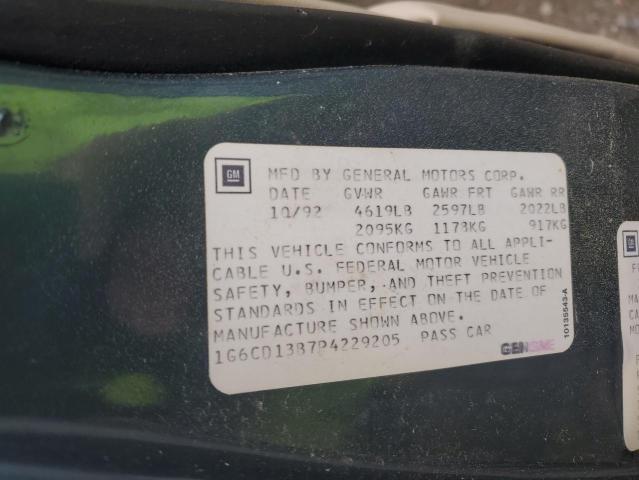 GM MFD BY GENERAL MOTORS CORP.
DATE GVWR GAWR FRT GAWR RR
10/92 4619LB 2597LB 2022LB
2095KG 1178KG 917KG
THIS VEHICLE CONFORMS TO ALL APPLI-
CABLE U.S. FEDERAL MOTOR VEHICLE
SAFETY, BUMPER, AND THEFT PREVENTION
STANDARDS IN EFFECT ON THE DATE OF
MANUFACTURE SHOWN ABOVE.
1G6CD13B7P4229205 PASS CAR
10135543-A
GM